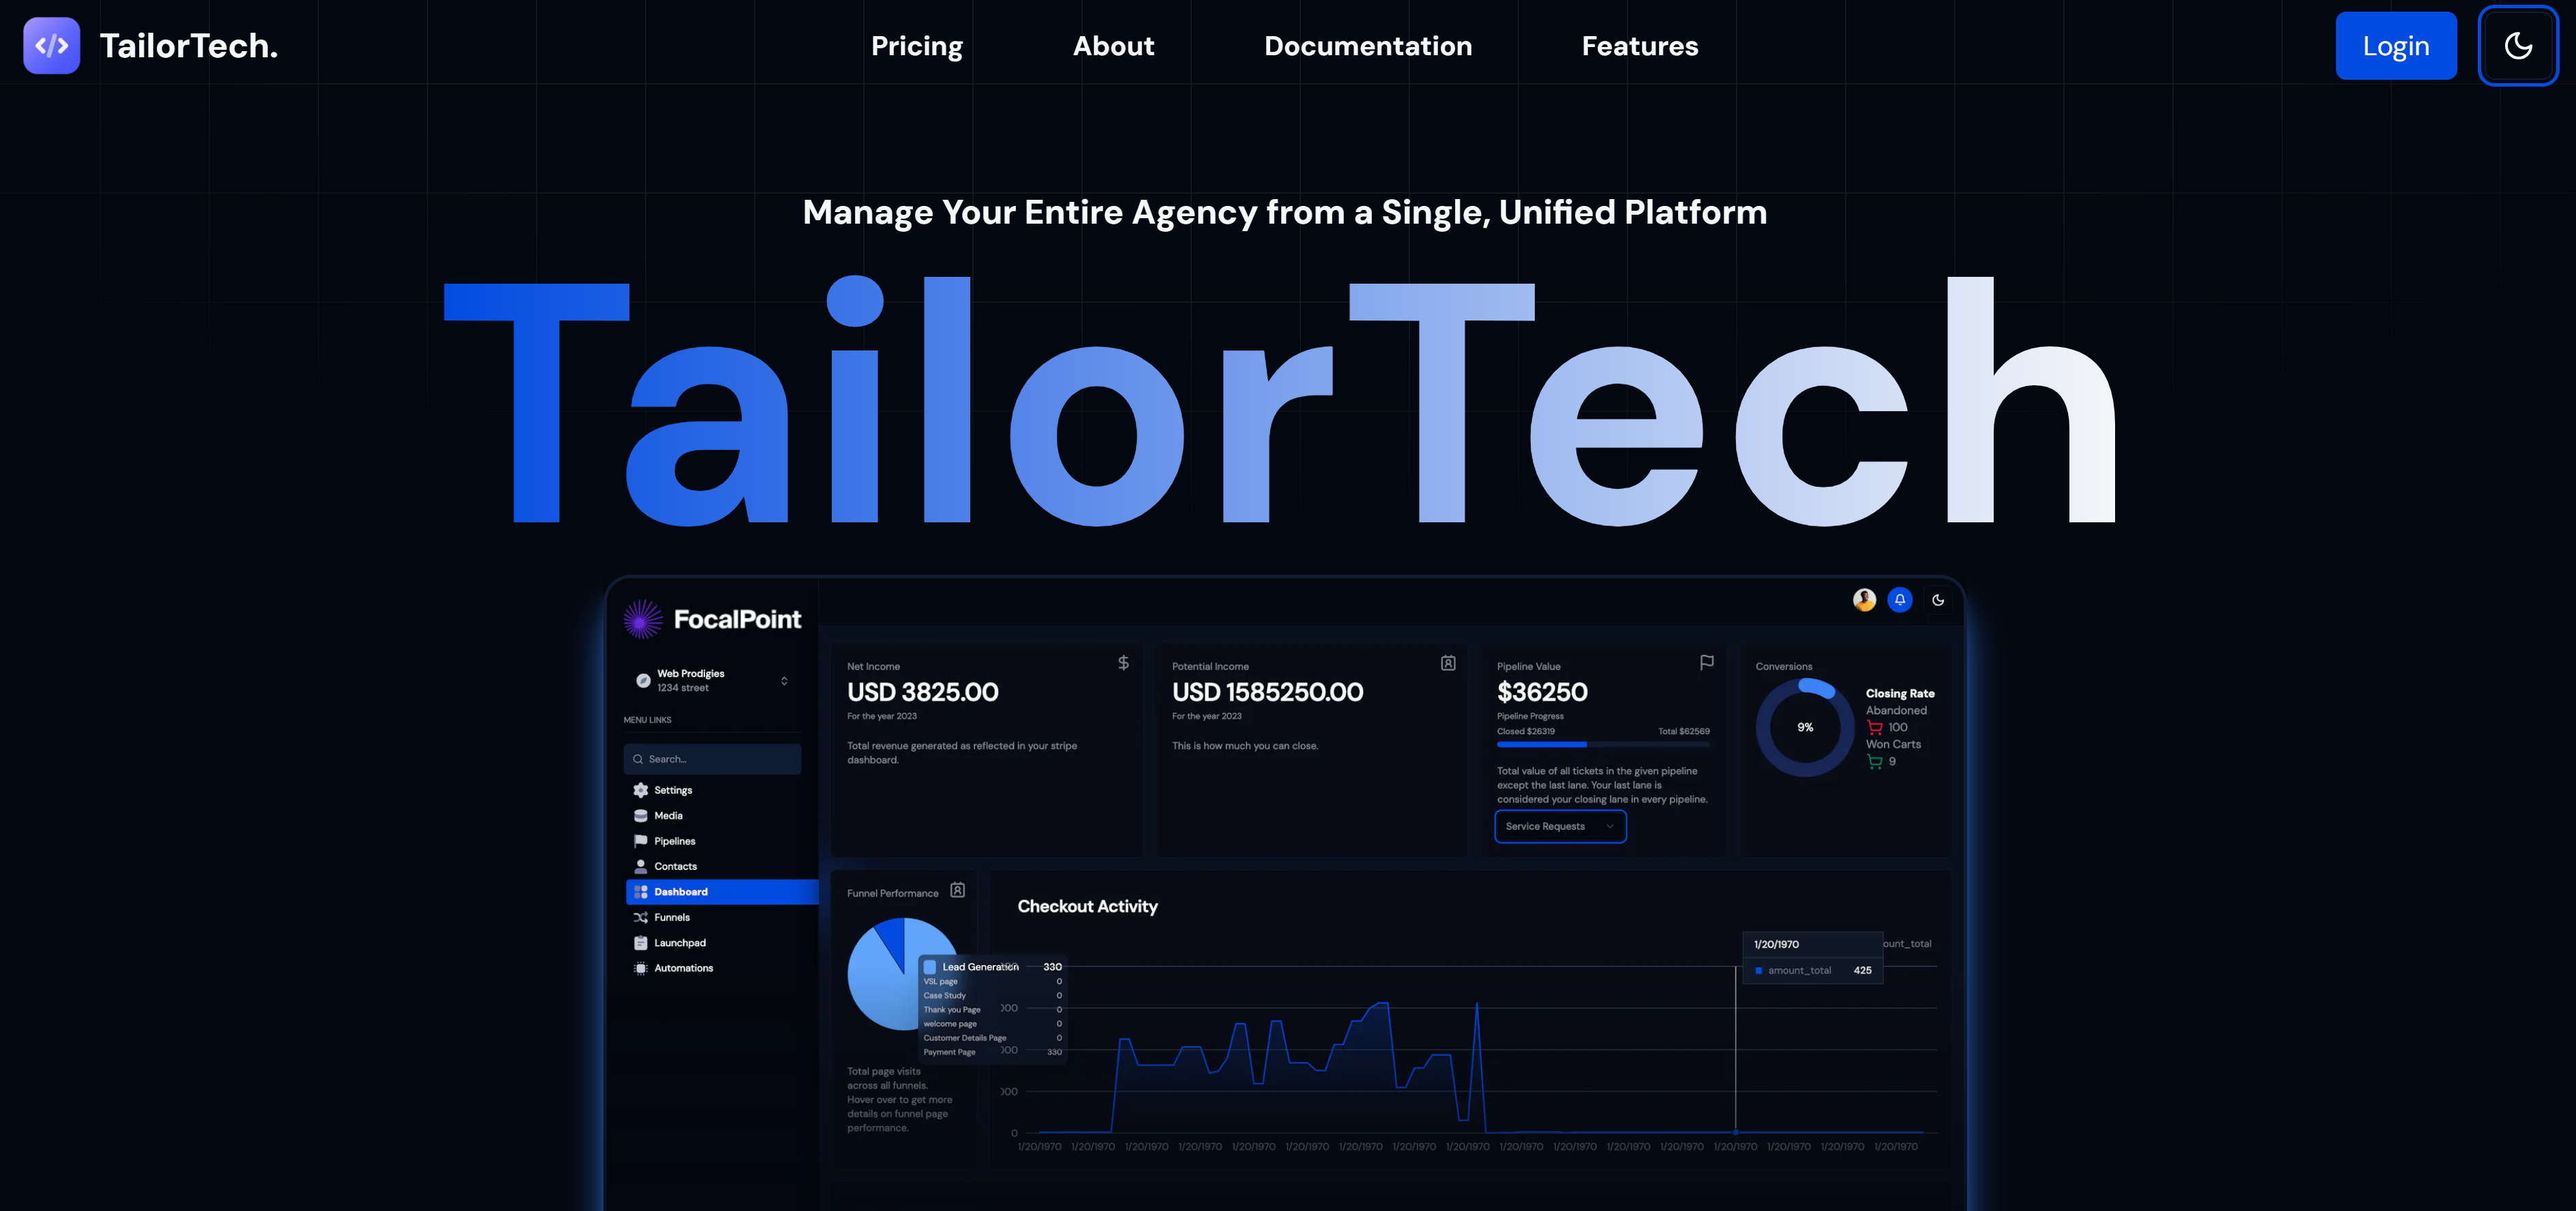 TailorTech.
Pricing
About
Documentation
Features
Login
Manage Your Entire Agency from a Single, Unified Platform
TailorTech
FocalPoint
Web Prodigies
1234 street
MENU LINKS
Search...
Settings
Media
Pipelines
Contacts
Dashboard
Funnels
Launchpad
Automations
Net Income
USD 3825.00
For the year 2023
Total revenue generated as reflected in your stripe
dashboard.
Potential Income
USD 1585250.00
For the year 2023
This is how much you can close.
Pipeline Value
$36250
Pipeline Progress
Closed $26319
Total $62569
Total value of all tickets in the given pipeline
except the last lane. Your last lane is
considered your closing lane in every pipeline.
Service Requests
Conversions
9%
Closing Rate
Abandoned
100
Won Carts
9
Funnel Performance
Lead Generation 330
VSL page 0
Case Study 0
Thank you Page 0
welcome page 0
Customer Details Page 0
Payment Page 330
Total page visits
across all funnels.
Hover over to get more
details on funnel page
performance.
Checkout Activity
1/20/1970
amount_total 425
ount_total
000
000
000
0
1/20/1970 1/20/1970 1/20/1970 1/20/1970 1/20/1970 1/20/1970 1/20/1970 1/20/1970 1/20/1970 1/20/1970 1/20/1970 1/20/1970 1/20/1970 1/20/1970 1/20/1970 1/20/1970 1/20/1970